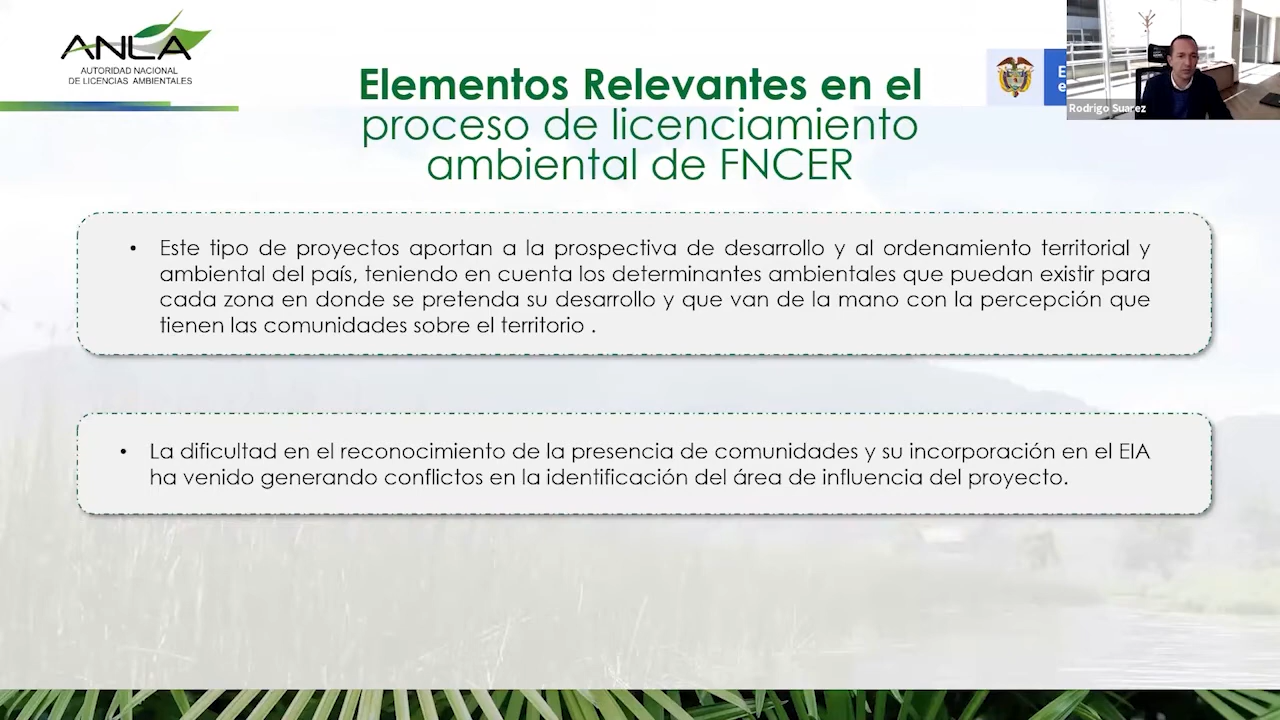 ANLA
AUTORIDAD NACIONAL
DE LICENCIAS AMBIENTALES
Elementos Relevantes en el
proceso de licenciamiento
ambiental de FNCER
Rodrigo Suarez
• Este tipo de proyectos aportan a la prospectiva de desarrollo y al ordenamiento territorial y
ambiental del país, teniendo en cuenta los determinantes ambientales que puedan existir para
cada zona en donde se pretenda su desarrollo y que van de la mano con la percepción que
tienen las comunidades sobre el territorio .
• La dificultad en el reconocimiento de la presencia de comunidades y su incorporación en el EIA
ha venido generando conflictos en la identificación del área de influencia del proyecto.